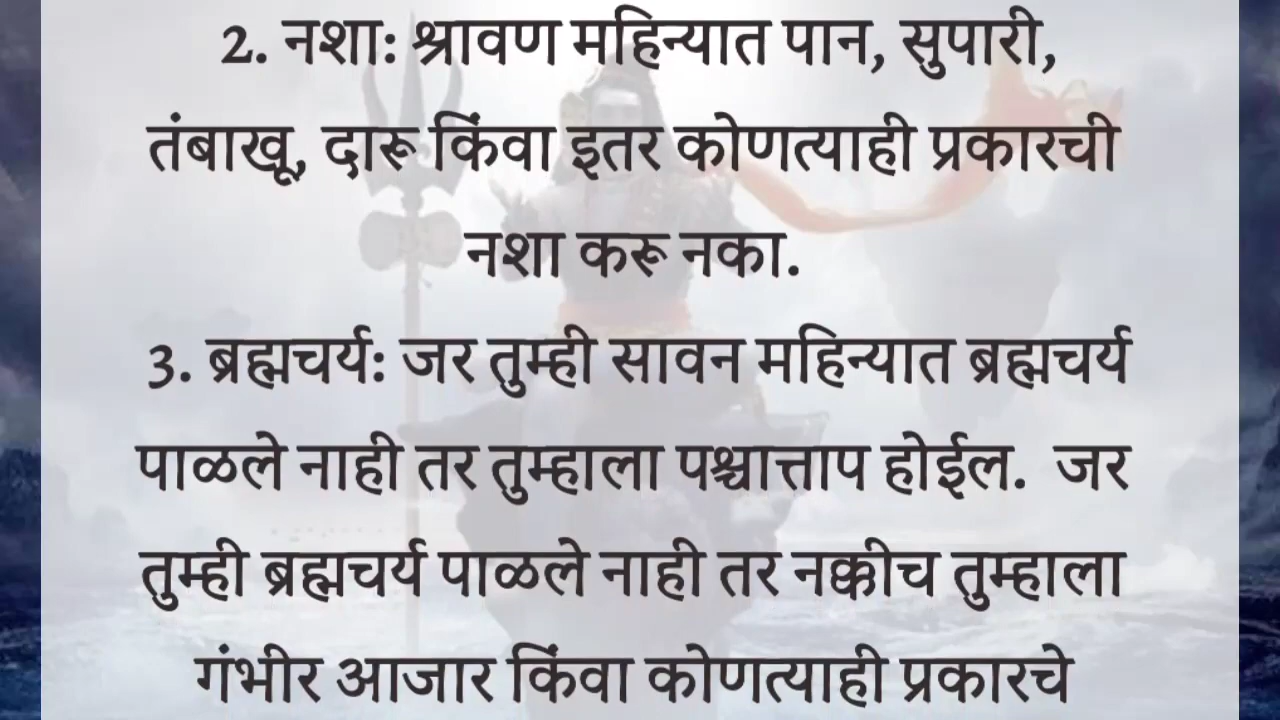 2. नशा: श्रावण महिन्यात पान, सुपारी,
तंबाखू, दारू किंवा इतर कोणत्याही प्रकारची
नशा करू नका.
3. ब्रह्मचर्य: जर तुम्ही सावन महिन्यात ब्रह्मचर्य
पाळले नाही तर तुम्हाला पश्चात्ताप होईल. जर
तुम्ही ब्रह्मचर्य पाळले नाही तर नक्कीच तुम्हाला
गंभीर आजार किंवा कोणत्याही प्रकारचे